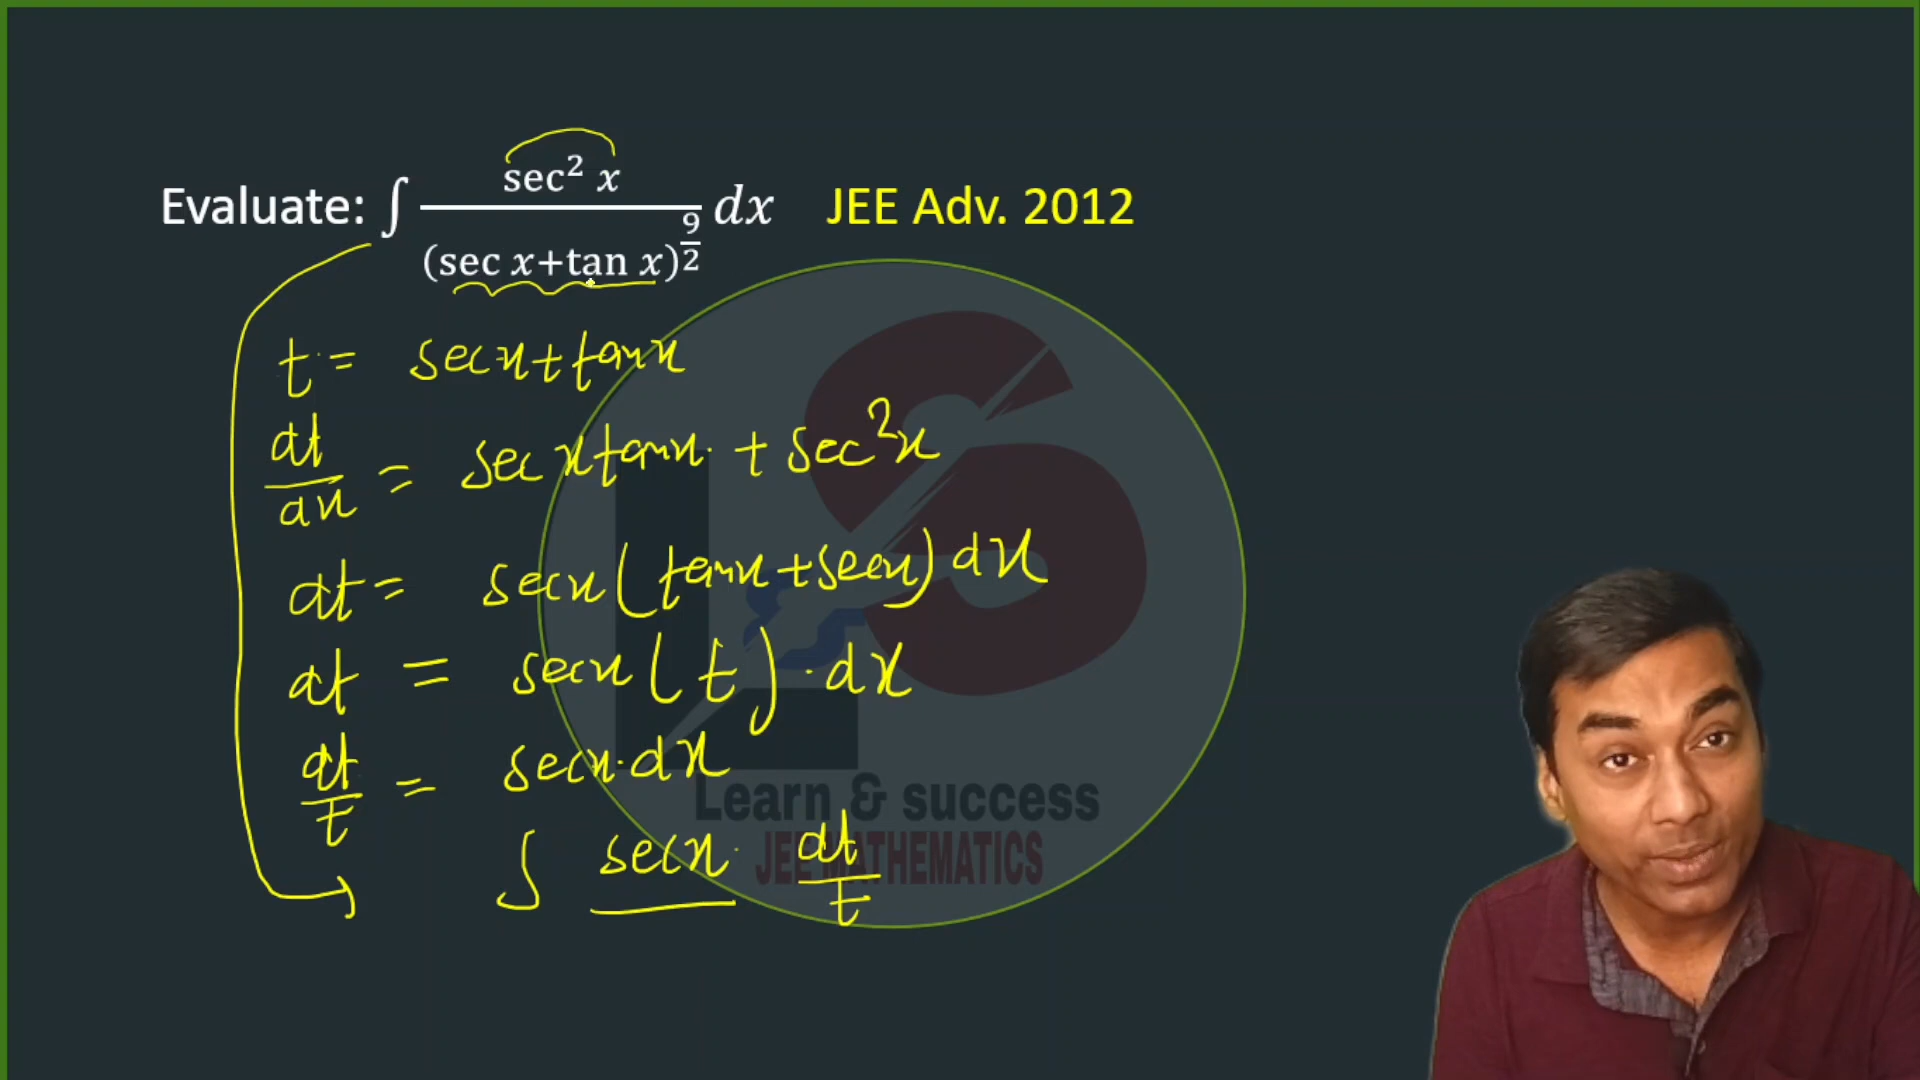 Evaluate: ∫ sec² x / (sec x+tan x)^(9/2) dx JEE Adv. 2012
t = secx + tanx
dt/dx = secxtanx + sec²x
dt = secx(tanx + secx)dx
dt = secx(t)·dx
dt/t = secx·dx
∫ secx· dt/t
Learn & success
JEE MATHEMATICS